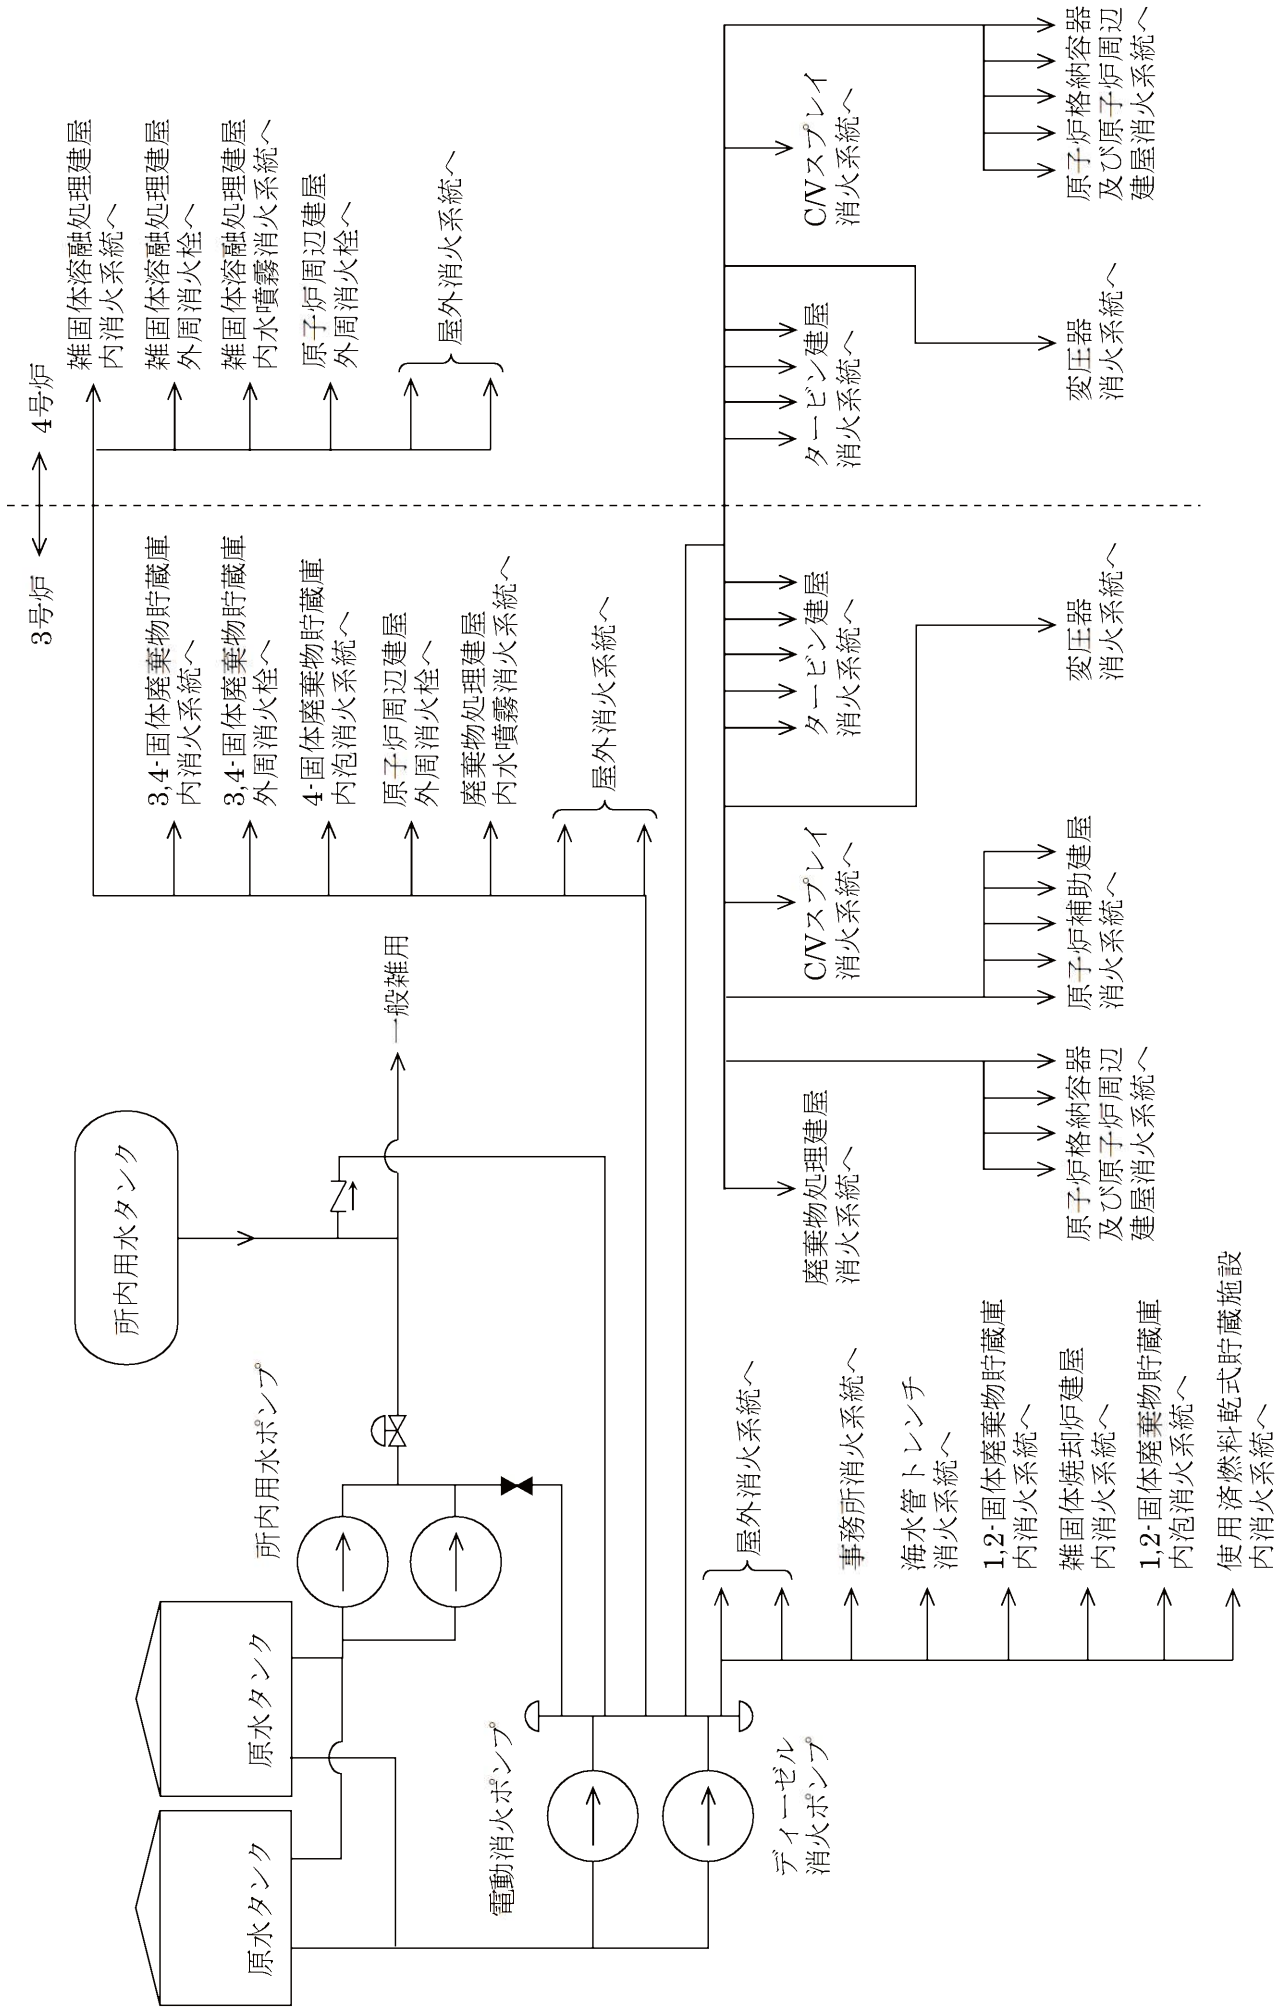 3号炉
4号炉
原水タンク
原水タンク
所内用水ポンプ
所内用水タンク
一般雑用
電動消火ポンプ
ディーゼル
消火ポンプ
3,4-固体廃棄物貯蔵庫
内消火系統へ
3,4-固体廃棄物貯蔵庫
外周消火栓へ
4-固体廃棄物貯蔵庫
内泡消火系統へ
原子炉周辺建屋
外周消火栓へ
廃棄物処理建屋
内水噴霧消火系統へ
屋外消火系統へ
雑固体溶融処理建屋
内消火系統へ
雑固体溶融処理建屋
外周消火栓へ
雑固体溶融処理建屋
内水噴霧消火系統へ
原子炉周辺建屋
外周消火栓へ
屋外消火系統へ
廃棄物処理建屋
消火系統へ
C/Vスプレイ
消火系統へ
タービン建屋
消火系統へ
タービン建屋
消火系統へ
C/Vスプレイ
消火系統へ
原子炉格納容器
及び原子炉周辺
建屋消火系統へ
原子炉補助建屋
消火系統へ
変圧器
消火系統へ
変圧器
消火系統へ
原子炉格納容器
及び原子炉周辺
建屋消火系統へ
屋外消火系統へ
事務所消火系統へ
海水管トレンチ
消火系統へ
1,2-固体廃棄物貯蔵庫
内消火系統へ
雑固体焼却炉建屋
内消火系統へ
1,2-固体廃棄物貯蔵庫
内泡消火系統へ
使用済燃料乾式貯蔵施設
内消火系統へ